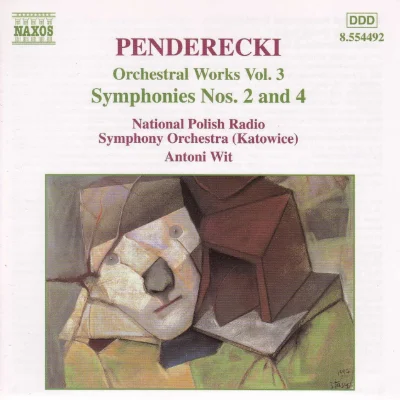 NAXOS
DDD
8.554492
PENDERECKI
Orchestral Works Vol. 3
Symphonies Nos. 2 and 4
National Polish Radio
Symphony Orchestra (Katowice)
Antoni Wit